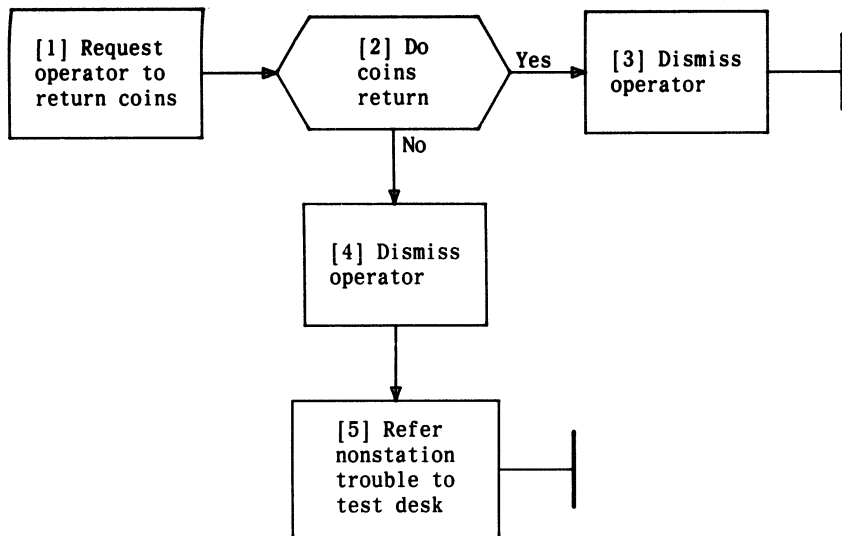 [1] Request
operator to
return coins
[2] Do
coins
return
Yes
[3] Dismiss
operator
No
[4] Dismiss
operator
[5] Refer
nonstation
trouble to
test desk